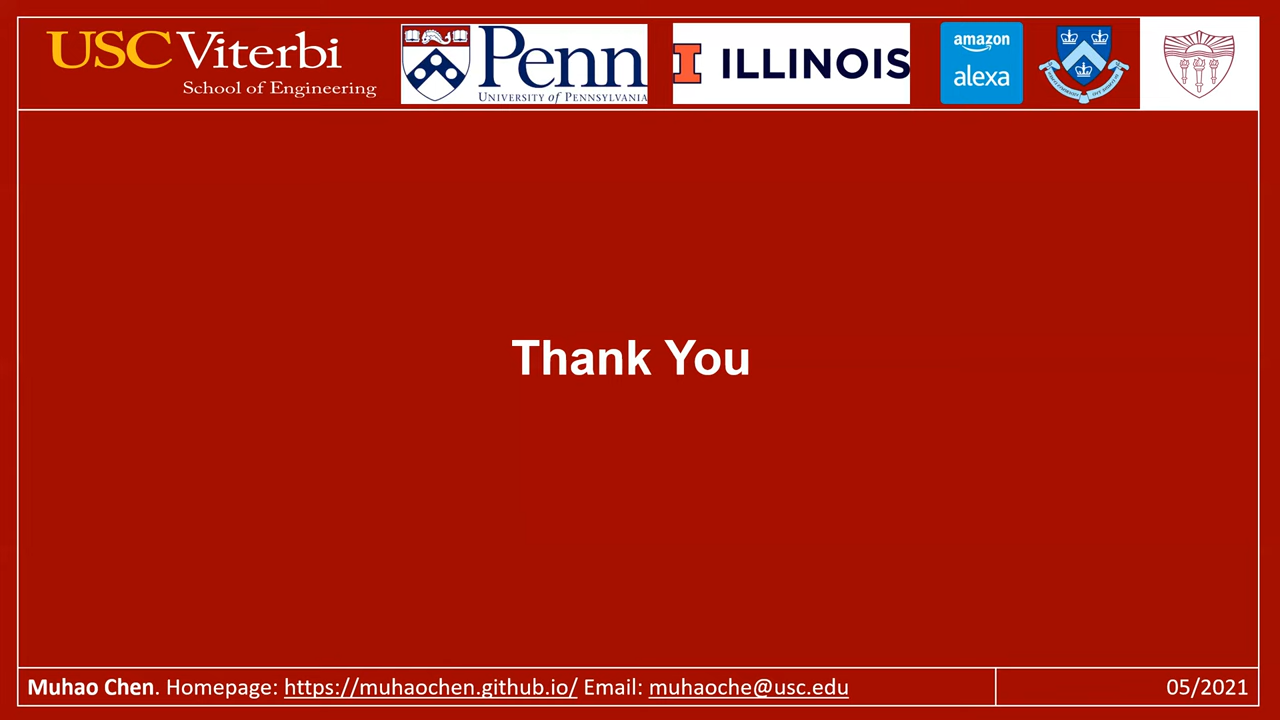 USC Viterbi
School of Engineering
Penn
UNIVERSITY of PENNSYLVANIA
I ILLINOIS
amazon
alexa
Thank You
Muhao Chen. Homepage: https://muhaochen.github.io/ Email: muhaoche@usc.edu
05/2021